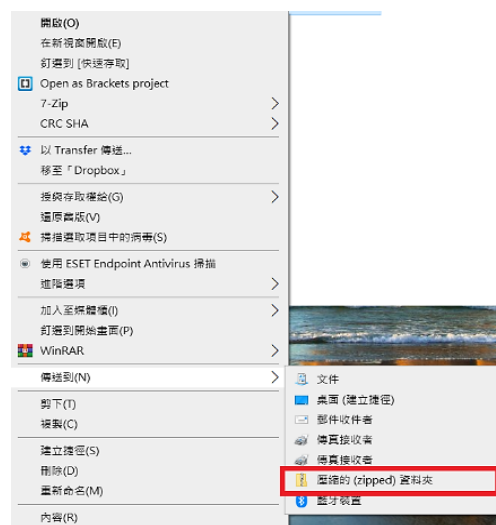 開啟(O)
在新視窗開啟(E)
釘選到 [快速存取]
Open as Brackets project
7-Zip
CRC SHA
以 Transfer 傳送...
移至「Dropbox」
授與存取權給(G)
還原舊版(V)
掃描選取項目中的病毒(S)
使用 ESET Endpoint Antivirus 掃描
進階選項
加入至媒體櫃(I)
釘選到開始畫面(P)
WinRAR
傳送到(N)
剪下(T)
複製(C)
建立捷徑(S)
刪除(D)
重新命名(M)
內容(R)
文件
桌面 (建立捷徑)
郵件收件者
傳真接收者
傳真接收者
壓縮的 (zipped) 資料夾
藍牙裝置